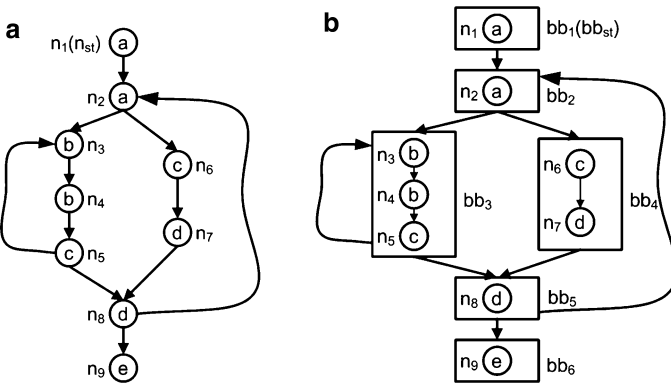 a
n1(nst) a
n2 a
b n3
c n6
b n4
d n7
c n5
n8 d
n9 e
b
n1 a bb1(bbst)
n2 a bb2
n3 b
n6 c
n4 b
bb3
bb4
n7 d
n5 c
n8 d bb5
n9 e bb6